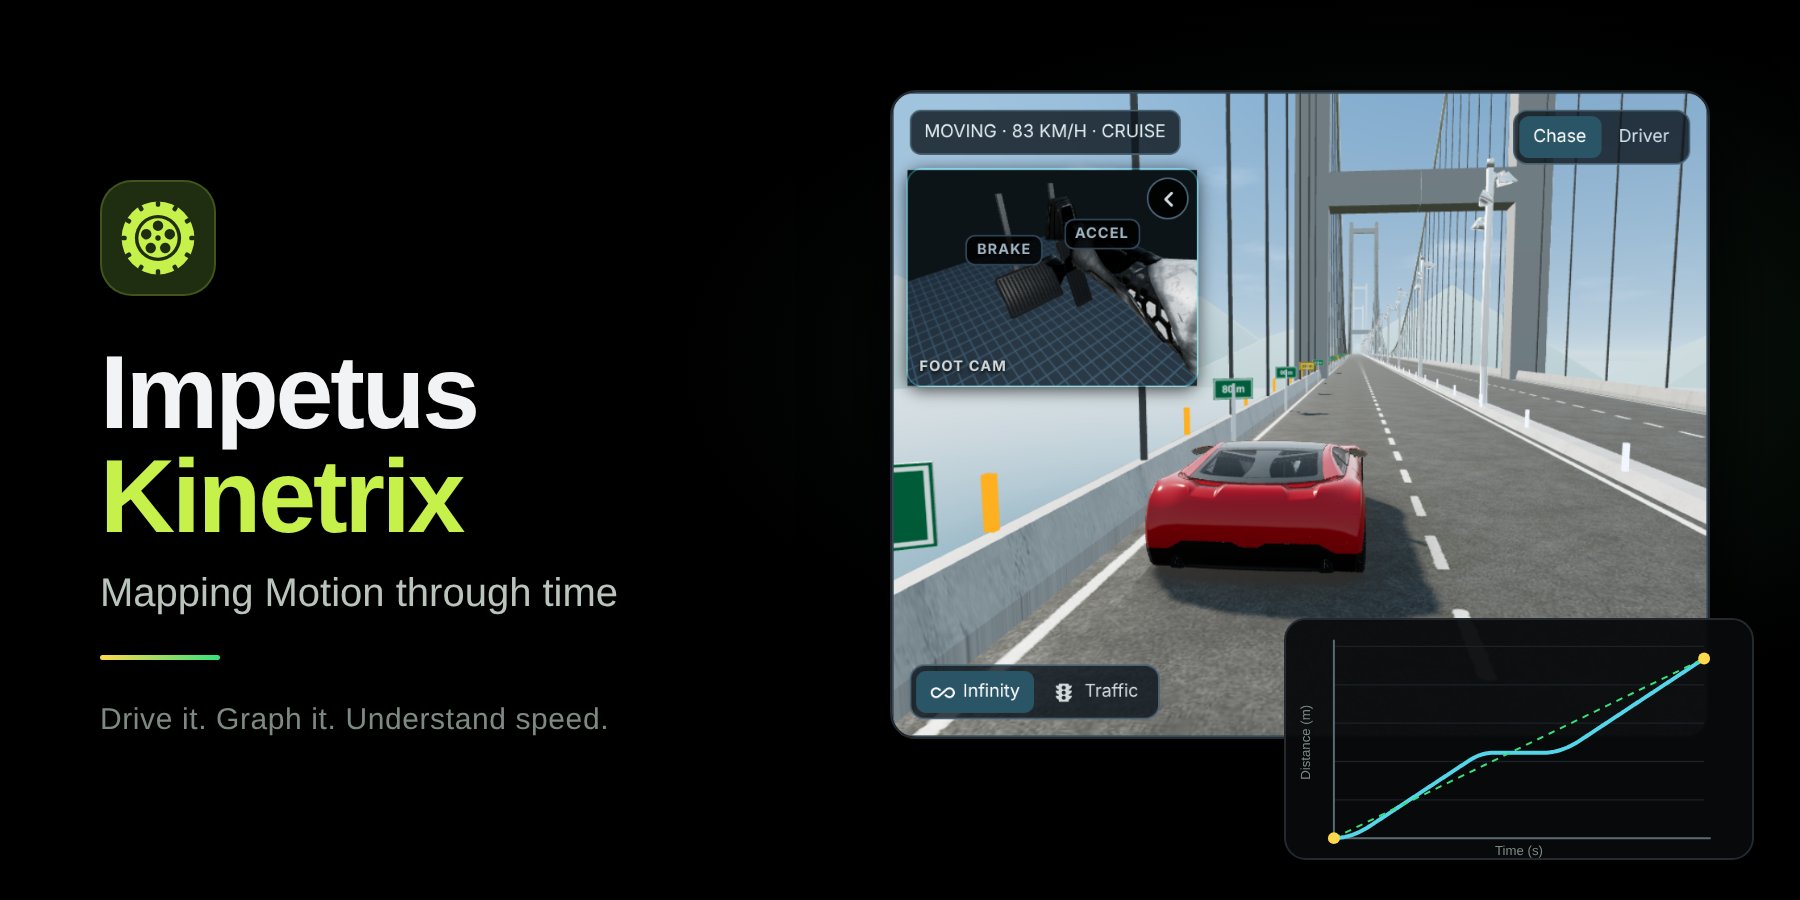 Impetus
Kinetrix
Mapping Motion through time
Drive it. Graph it. Understand speed.
MOVING · 83 KM/H · CRUISE
Chase
Driver
BRAKE
ACCEL
FOOT CAM
80 m
Infinity
Traffic
Distance (m)
Time (s)